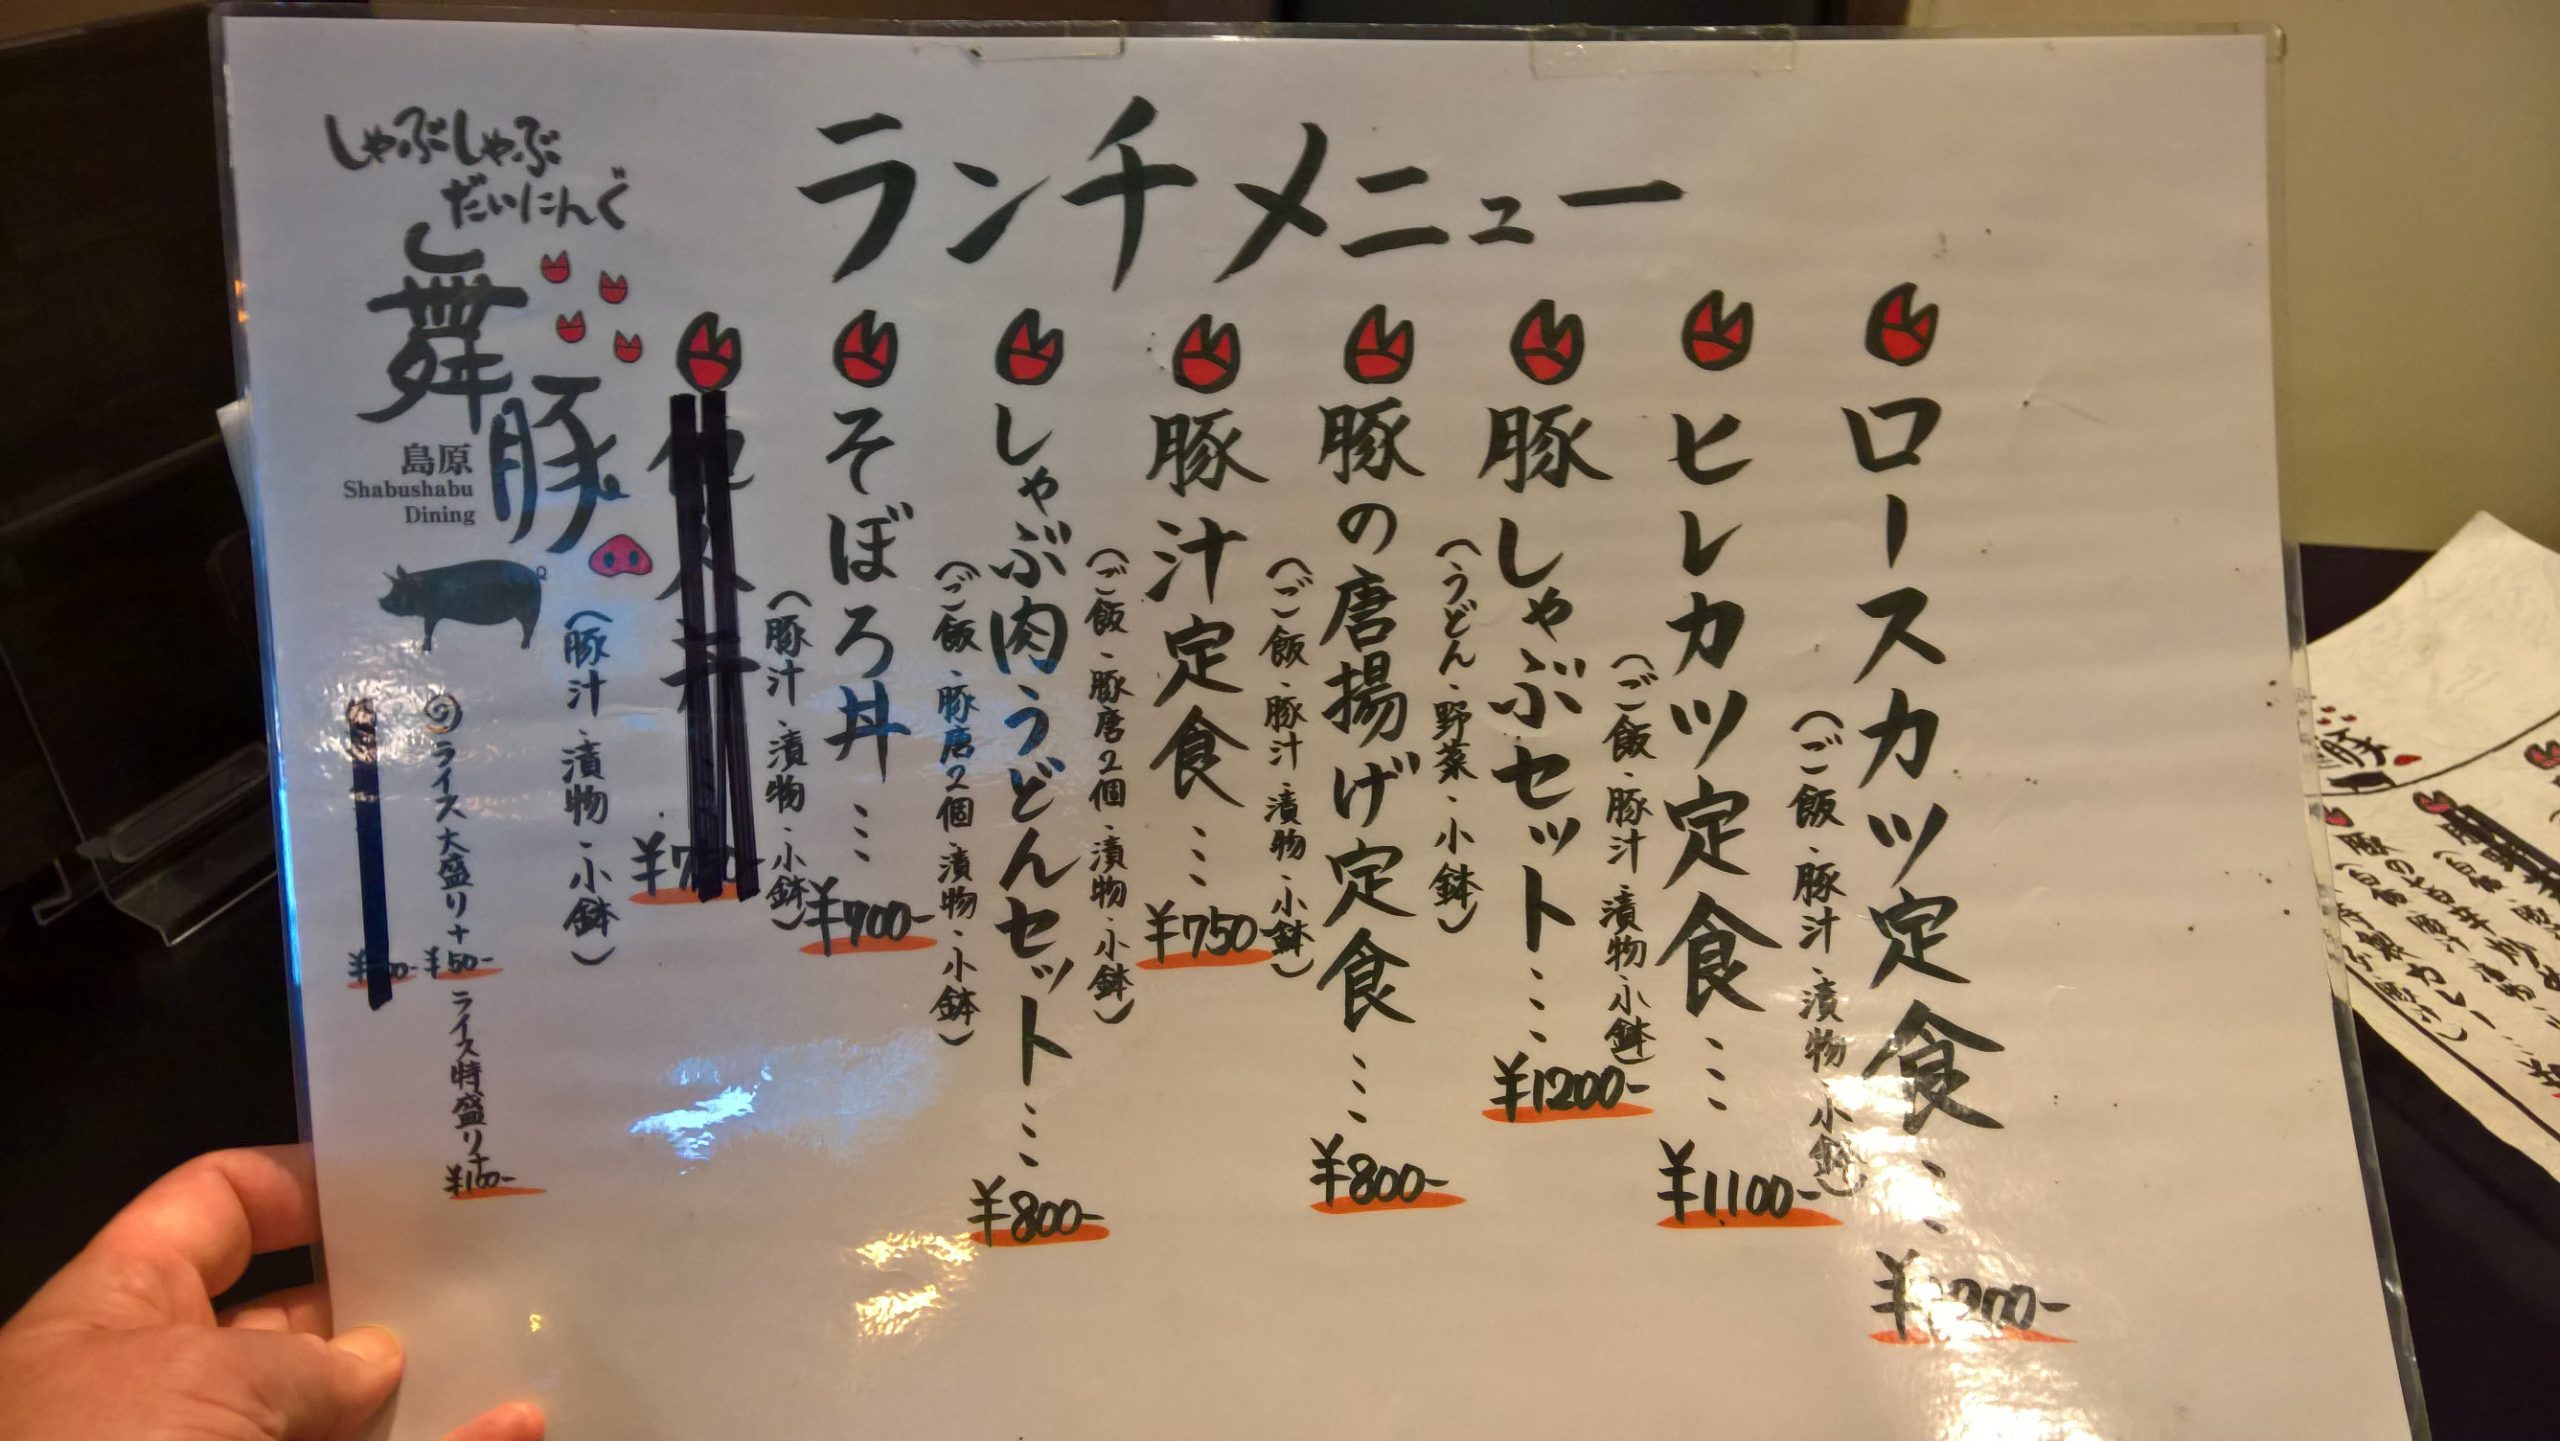 ランチメニュー
ロースカツ定食…
(ご飯・豚汁・漬物・小鉢)
ヒレカツ定食… ¥1100-
(ご飯・豚汁・漬物・小鉢)
豚しゃぶセット… ¥1200-
(うどん・野菜・小鉢)
豚の唐揚げ定食… ¥800-
(ご飯・豚汁・漬物・小鉢)
豚汁定食… ¥750-
(ご飯・豚唐2個・漬物・小鉢)
しゃぶ肉うどんセット… ¥800-
(ご飯・豚唐2個・漬物・小鉢)
そぼろ丼… ¥700-
(豚汁・漬物・小鉢)
(豚汁・漬物・小鉢)
ライス大盛り+ ¥50-
ライス特盛り+ ¥100-
しゃぶしゃぶ
だいにんぐ
舞豚
島原
Shabushabu
Dining